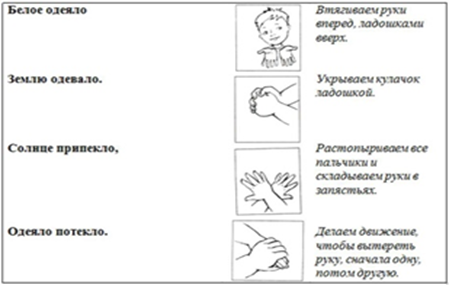 Белое одеяло
Втягиваем руки
вперед, ладошками
вверх.
Землю одевало.
Укрываем кулачок
ладошкой.
Солнце припекло,
Растопыриваем все
пальчики и
складываем руки в
запястьях.
Одеяло потекло.
Делаем движение,
чтобы вытереть
руку, сначала одну,
потом другую.